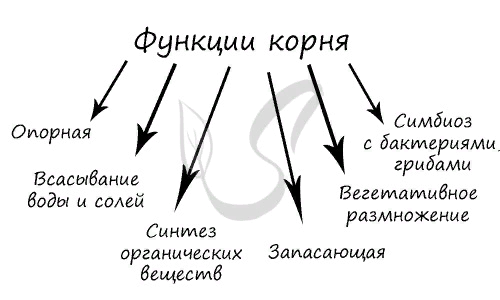 Функции корня
Опорная
Всасывание
воды и солей
Синтез
органических
веществ
Запасающая
Вегетативное
размножение
Симбиоз
с бактериями,
грибами